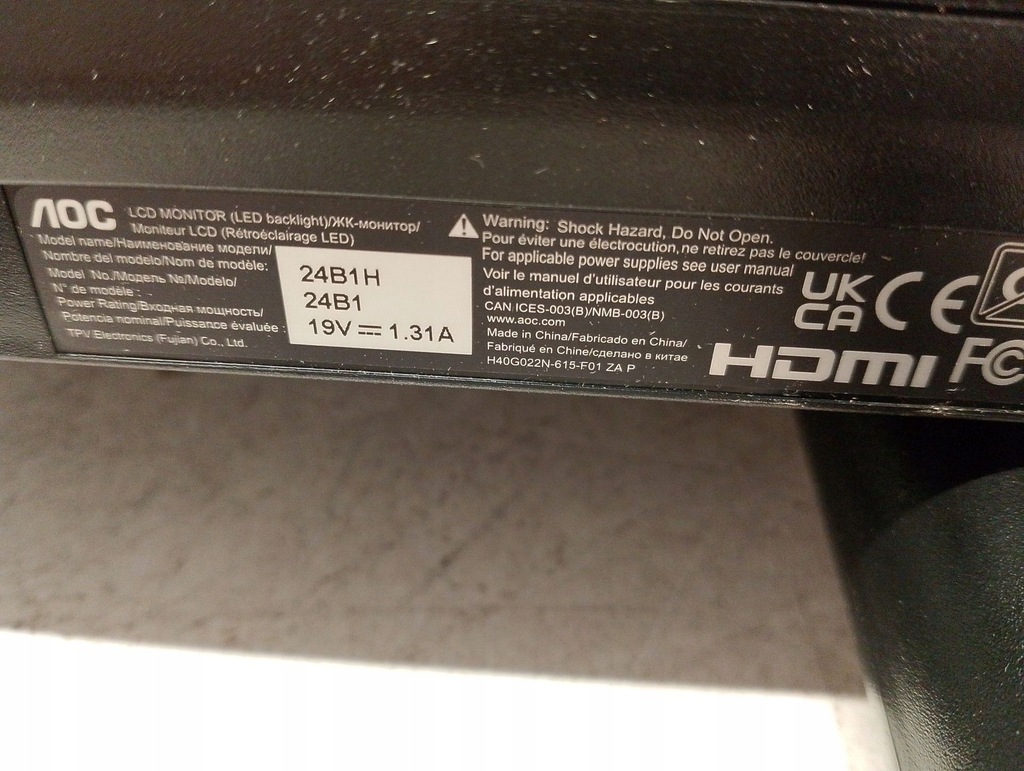 AOC
LCD MONITOR (LED backlight)/ЖК-монитор/
Moniteur LCD (Rétroéclairage LED)
Model name/Наименование модели/
Nombre del modelo/Nom de modèle:
Model No./Модель №/Modelo/
N° de modèle :
Power Rating/Входная мощность/
Potencia nominal/Puissance évaluée :
TPV Electronics (Fujian) Co., Ltd.
24B1H
24B1
19V ⎓ 1.31A
Warning: Shock Hazard, Do Not Open.
Pour éviter une électrocution, ne retirez pas le couvercle!
For applicable power supplies see user manual
Voir le manuel d'utilisateur pour les courants
d'alimentation applicables
CAN ICES-003(B)/NMB-003(B)
www.aoc.com
Made in China/Fabricado en China/
Fabriqué en Chine/сделано в китае
H40G022N-615-F01 ZA P
UK
CA
CE
HDMI
FC